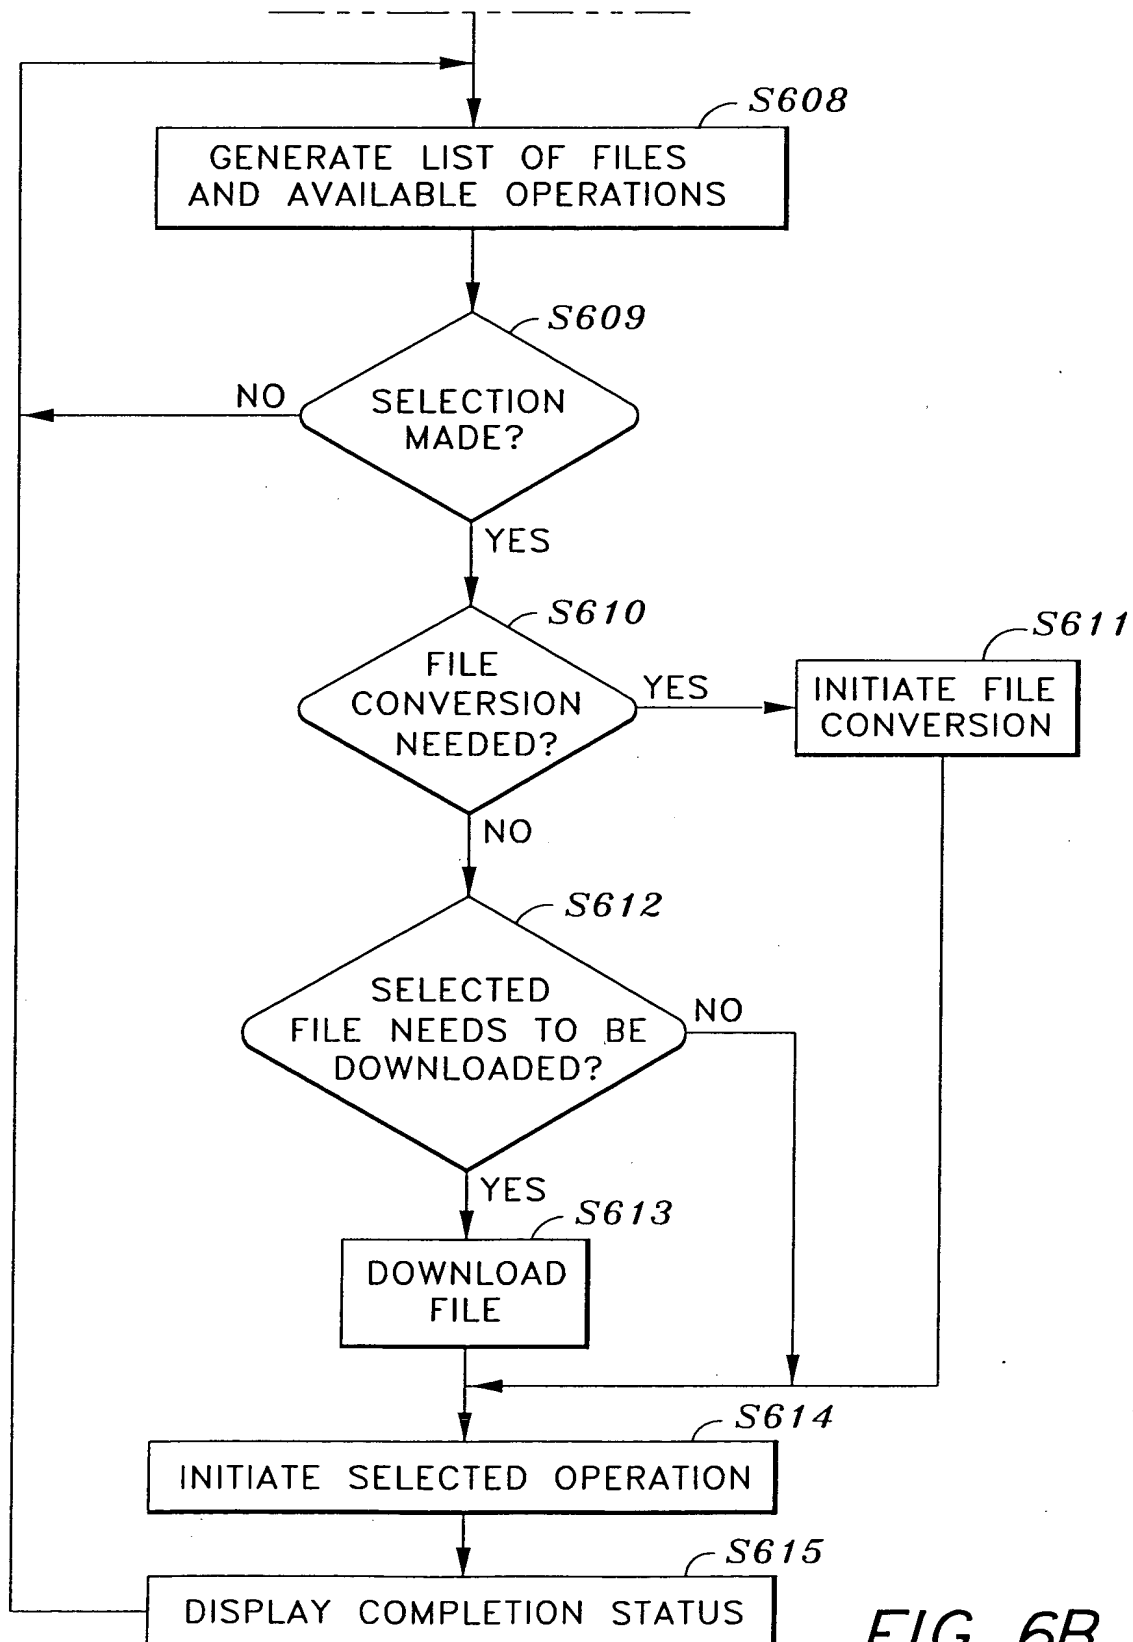 S608
GENERATE LIST OF FILES
AND AVAILABLE OPERATIONS
S609
NO
SELECTION
MADE?
YES
S610
FILE
CONVERSION
NEEDED?
YES
S611
INITIATE FILE
CONVERSION
NO
S612
SELECTED
FILE NEEDS TO BE
DOWNLOADED?
NO
YES
S613
DOWNLOAD
FILE
S614
INITIATE SELECTED OPERATION
S615
DISPLAY COMPLETION STATUS
FIG. 6B